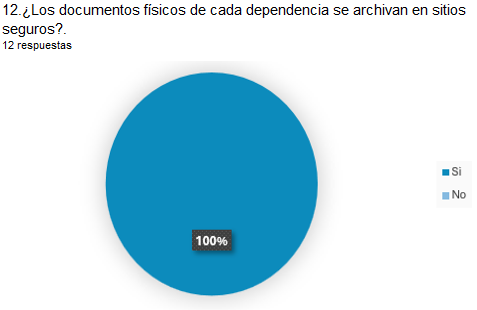 12.¿Los documentos físicos de cada dependencia se archivan en sitios
seguros?.
12 respuestas
Si
No
100%